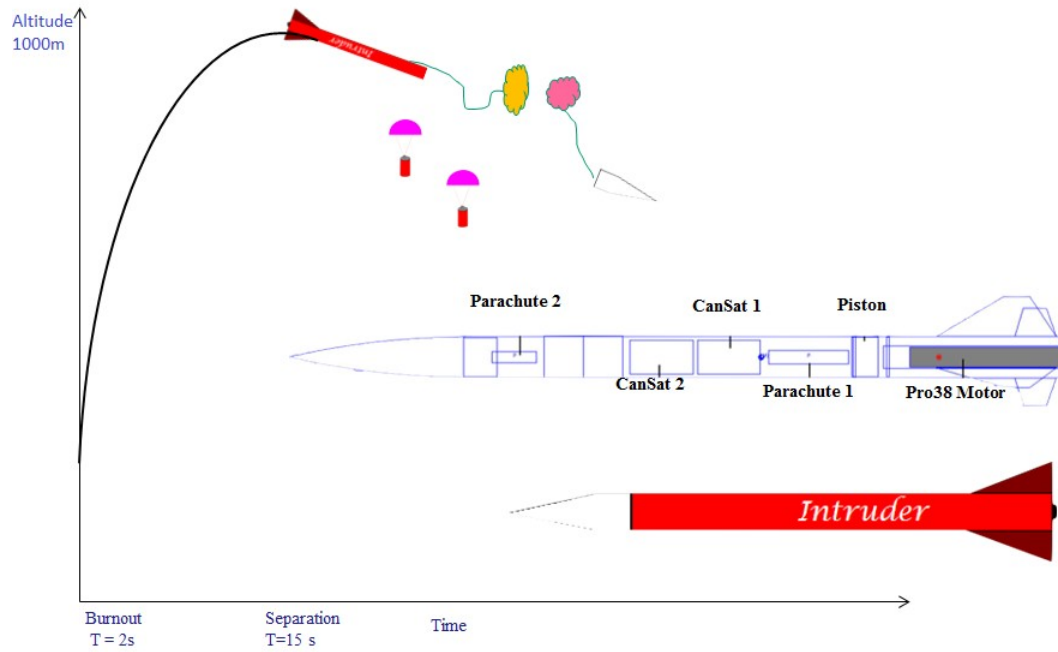 Altitude
1000m
Intruder
Parachute 2
CanSat 1
Piston
CanSat 2
Parachute 1
Pro38 Motor
Intruder
Burnout
T = 2s
Separation
T=15 s
Time